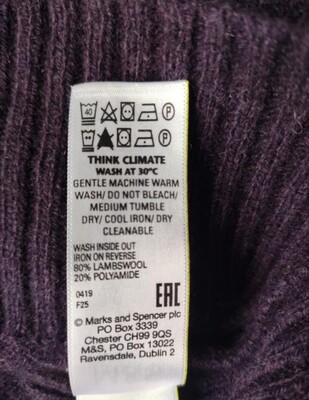 40 P
P
THINK CLIMATE
WASH AT 30°C
GENTLE MACHINE WARM
WASH/ DO NOT BLEACH/
MEDIUM TUMBLE
DRY/ COOL IRON/ DRY
CLEANABLE
WASH INSIDE OUT
IRON ON REVERSE
80% LAMBSWOOL
20% POLYAMIDE
0419
F25
EAC
© Marks and Spencer plc
PO Box 3339
Chester CH99 9QS
M&S, PO Box 13022
Ravensdale, Dublin 2